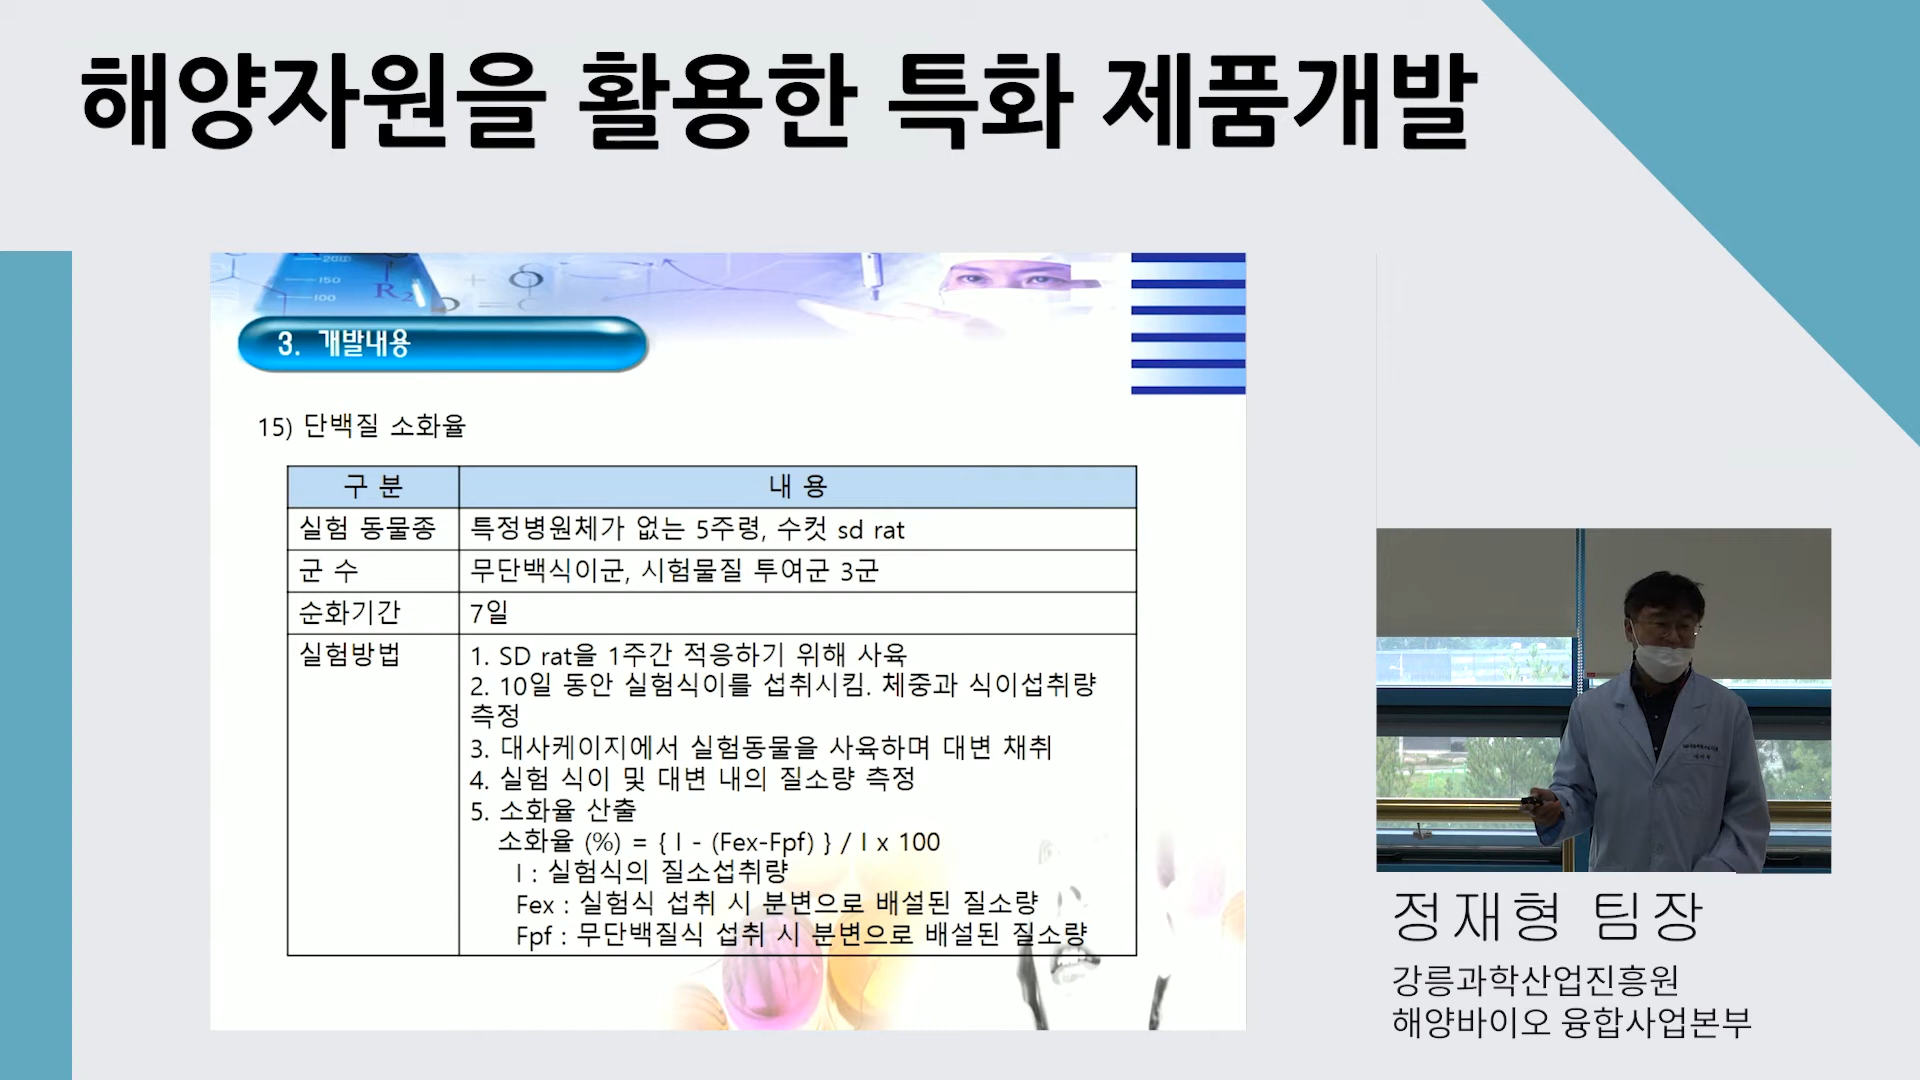 해양자원을 활용한 특화 제품개발
200
150
100
R2
3. 개발내용
15) 단백질 소화율
구 분
내 용
실험 동물종
특정병원체가 없는 5주령, 수컷 sd rat
군 수
무단백식이군, 시험물질 투여군 3군
순화기간
7일
실험방법
1. SD rat을 1주간 적응하기 위해 사육
2. 10일 동안 실험식이를 섭취시킴. 체중과 식이섭취량
측정
3. 대사케이지에서 실험동물을 사육하며 대변 채취
4. 실험 식이 및 대변 내의 질소량 측정
5. 소화율 산출
소화율 (%) = { I - (Fex-Fpf) } / I x 100
I : 실험식의 질소섭취량
Fex : 실험식 섭취 시 분변으로 배설된 질소량
Fpf : 무단백질식 섭취 시 분변으로 배설된 질소량
정재형 팀장
강릉과학산업진흥원
해양바이오 융합사업본부